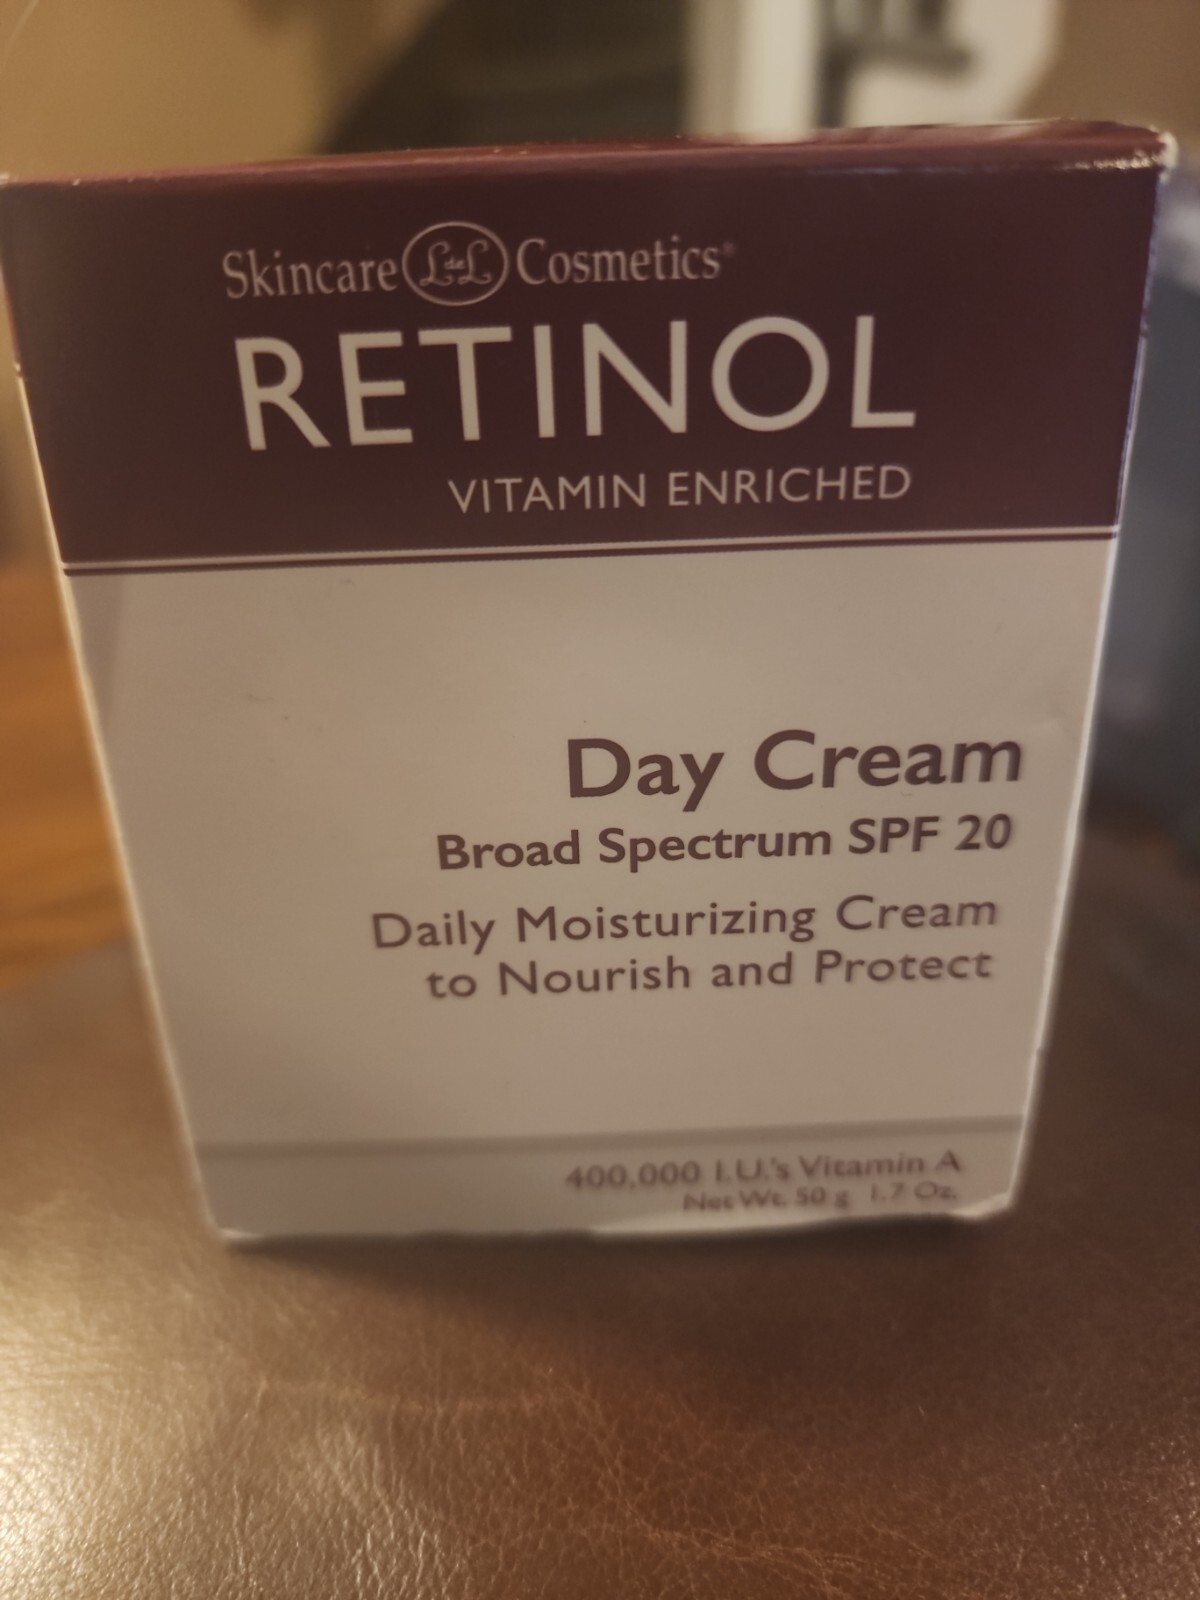 Skincare LdeL Cosmetics®
RETINOL
VITAMIN ENRICHED
Day Cream
Broad Spectrum SPF 20
Daily Moisturizing Cream
to Nourish and Protect
400,000 I.U.'s Vitamin A
Net Wt. 50 g 1.7 Oz.